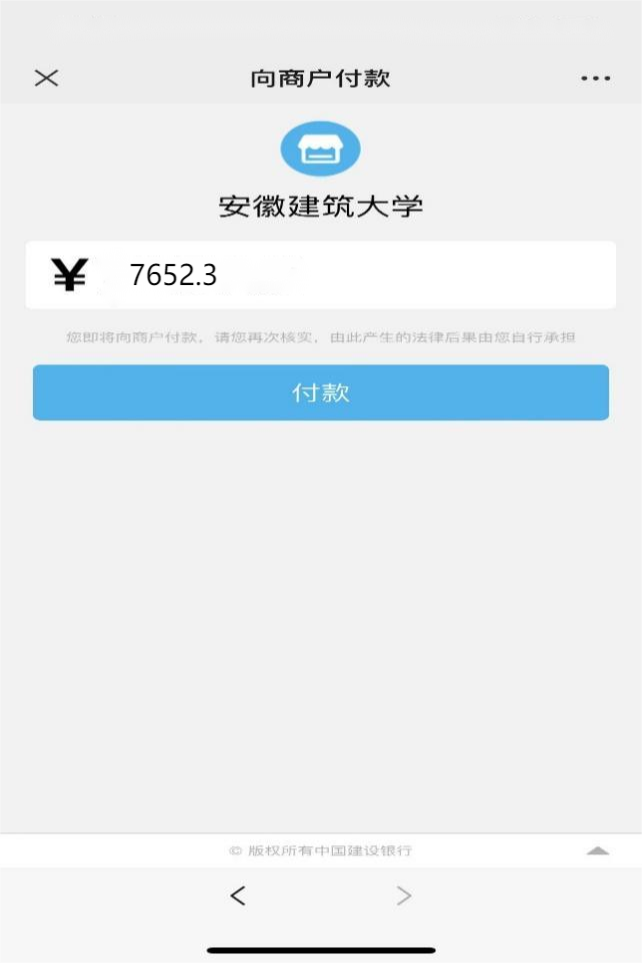 向商户付款
安徽建筑大学
¥ 7652.3
您即将向商户付款，请您再次核实，由此产生的法律后果由您自行承担
付款
© 版权所有中国建设银行